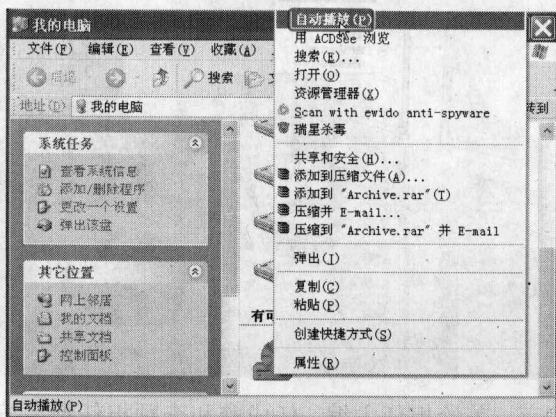 我的电脑
文件(F) 编辑(E) 查看(V) 收藏(A)
后退 搜索
地址(D) 我的电脑 转到
系统任务
查看系统信息
添加/删除程序
更改一个设置
弹出该盘
其它位置
网上邻居
我的文档
共享文档
控制面板
有可
自动播放(P)
用 ACDSee 浏览
搜索(E)...
打开(O)
资源管理器(X)
Scan with ewido anti-spyware
瑞星杀毒
共享和安全(H)...
添加到压缩文件(A)...
添加到 "Archive.rar"(T)
压缩并 E-mail...
压缩到 "Archive.rar" 并 E-mail
弹出(J)
复制(C)
粘贴(P)
创建快捷方式(S)
属性(R)
自动播放(P)